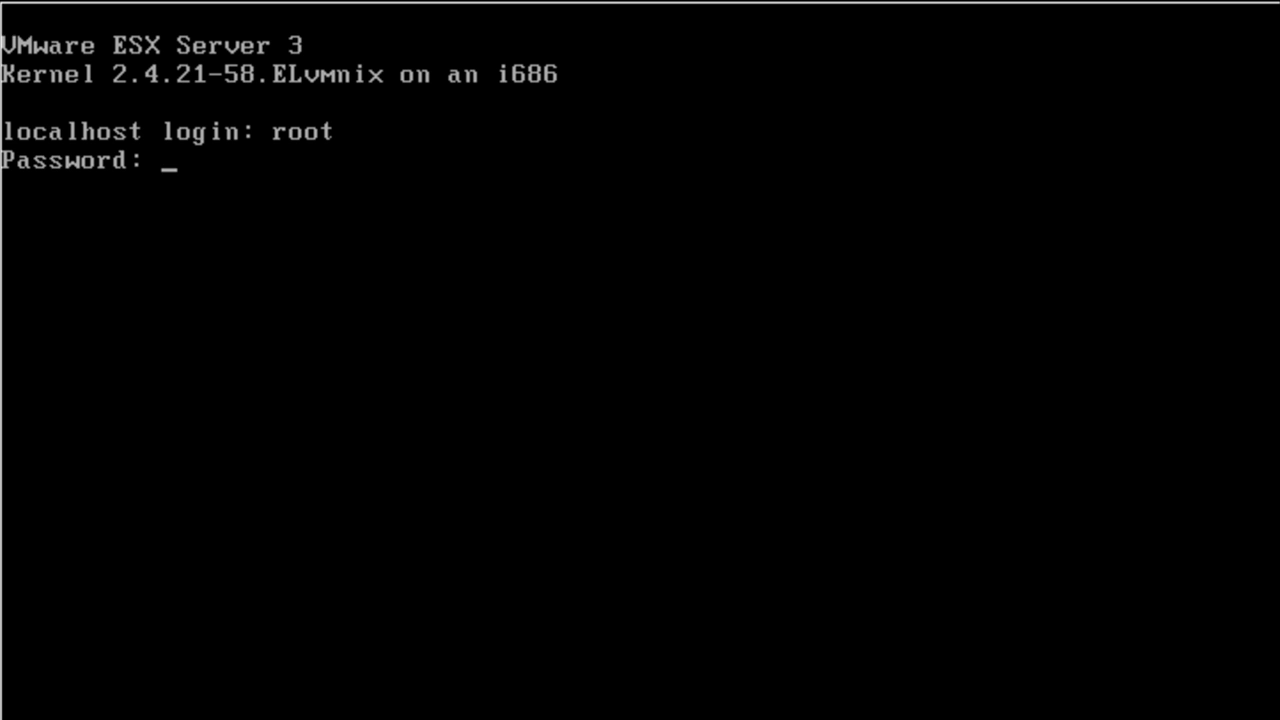 VMware ESX Server 3
Kernel 2.4.21-58.ELvmnix on an i686
localhost login: root
Password: _